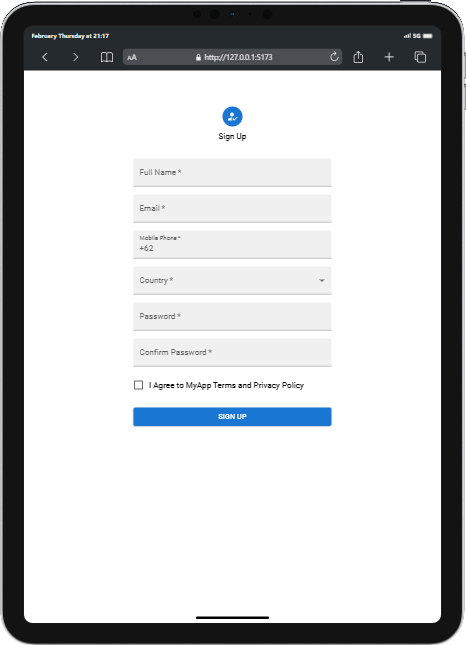 February Thursday at 21:17
5G
AA
http://127.0.0.1:5173
Sign Up
Full Name *
Email *
Mobile Phone *
+62
Country *
Password *
Confirm Password *
I Agree to MyApp Terms and Privacy Policy
SIGN UP